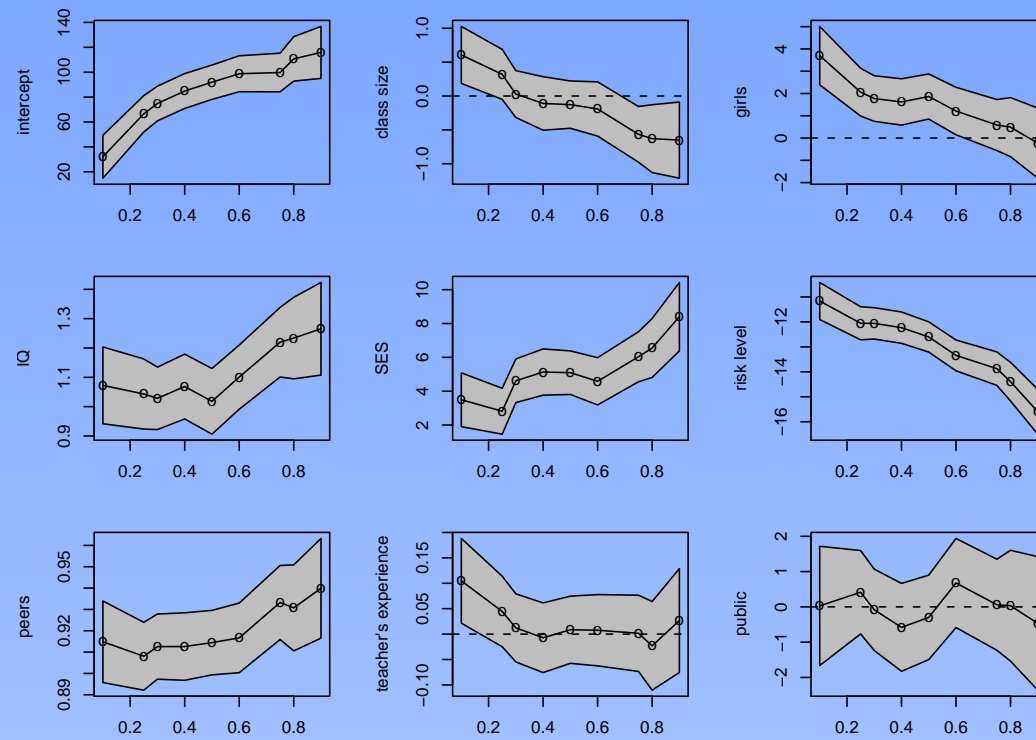 intercept
20 60 100 140
0.2 0.4 0.6 0.8
class size
−1.0 0.0 1.0
0.2 0.4 0.6 0.8
girls
−2 0 2 4
0.2 0.4 0.6 0.8
IQ
0.9 1.1 1.3
0.2 0.4 0.6 0.8
SES
2 4 6 8 10
0.2 0.4 0.6 0.8
risk level
−16 −14 −12
0.2 0.4 0.6 0.8
peers
0.89 0.92 0.95
0.2 0.4 0.6 0.8
teacher's experience
−0.10 0.05 0.15
0.2 0.4 0.6 0.8
public
−2 −1 0 1 2
0.2 0.4 0.6 0.8